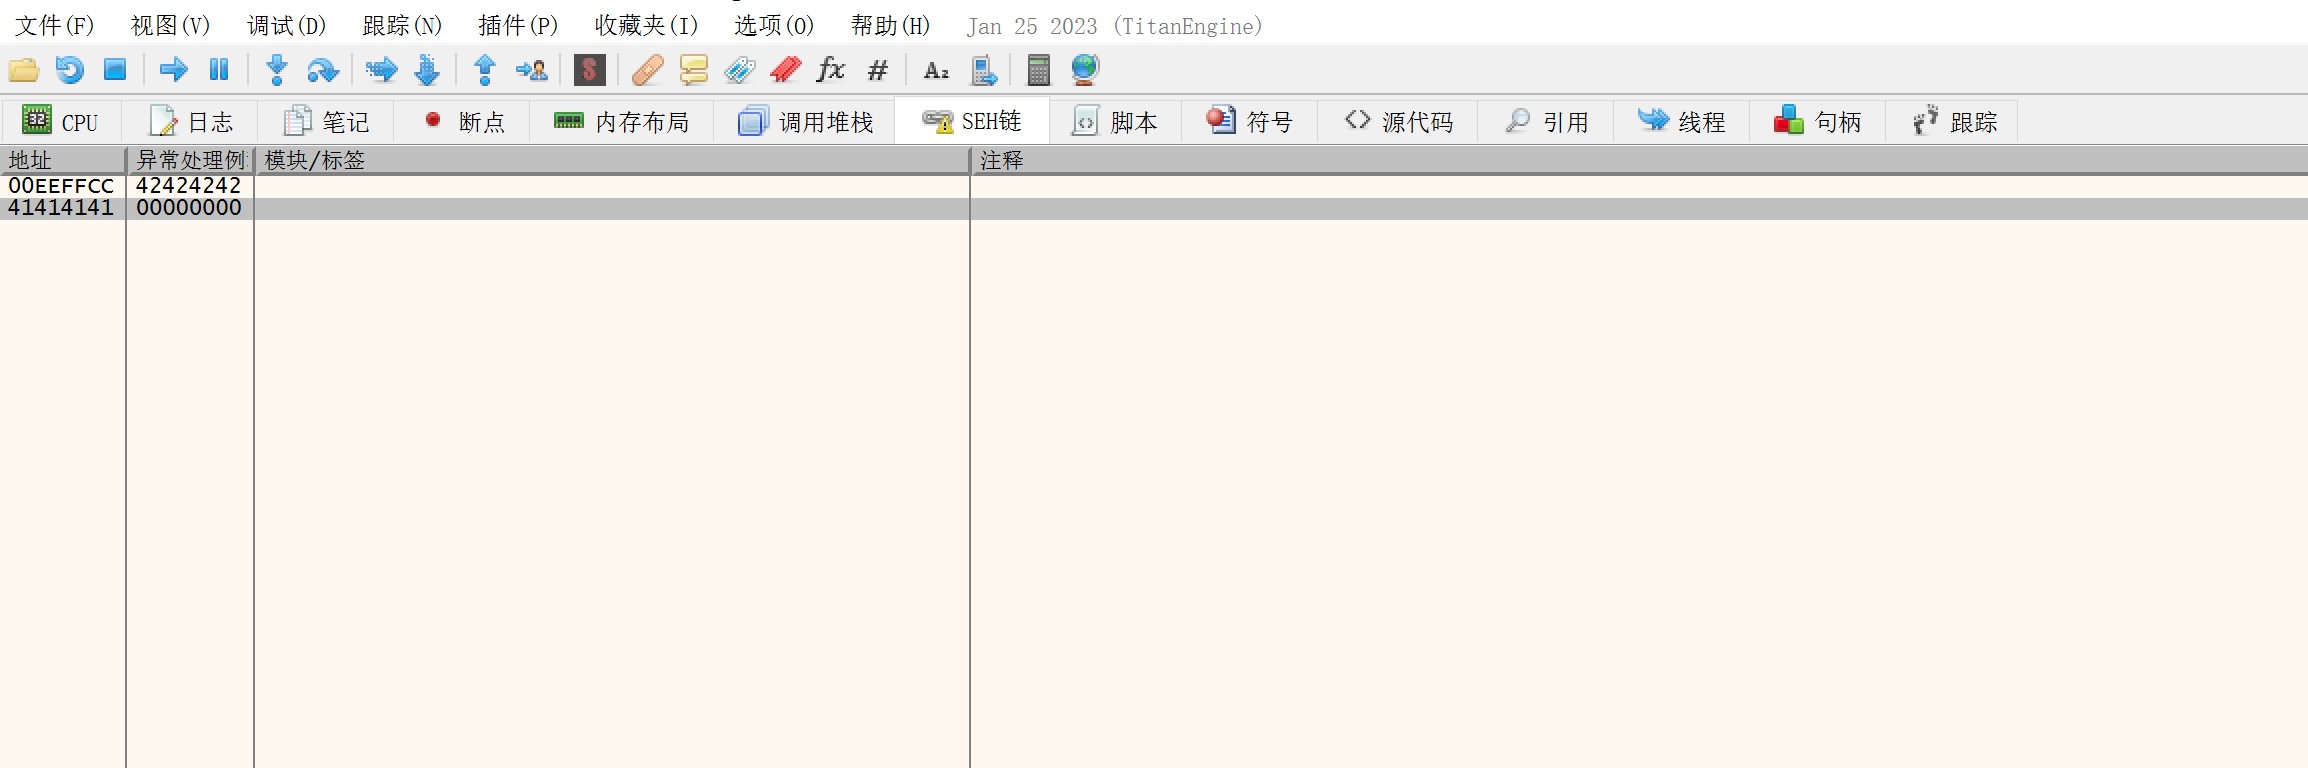 文件(F) 视图(V) 调试(D) 跟踪(N) 插件(P) 收藏夹(I) 选项(O) 帮助(H) Jan 25 2023 (TitanEngine)
S fx # Az
32 CPU 日志 笔记 断点 内存布局 调用堆栈 SEH链 <> 脚本 符号 <> 源代码 引用 线程 句柄 跟踪
地址 异常处理例 模块/标签 注释
00EEFFCC 42424242
41414141 00000000